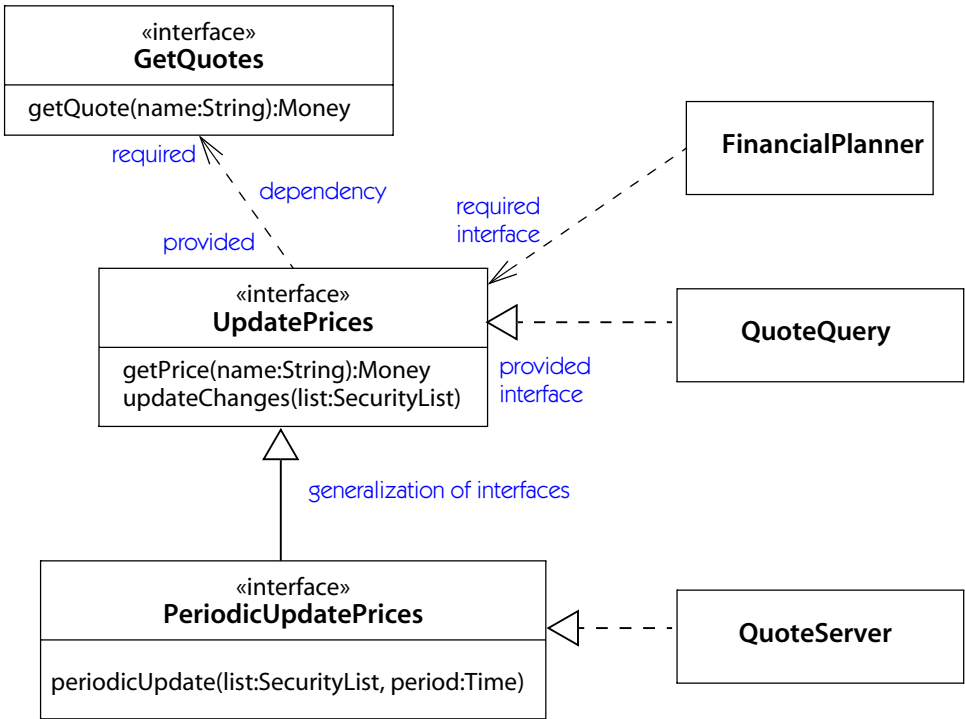 «interface»
GetQuotes
getQuote(name:String):Money
required
dependency
provided
FinancialPlanner
required
interface
«interface»
UpdatePrices
getPrice(name:String):Money
updateChanges(list:SecurityList)
QuoteQuery
provided
interface
generalization of interfaces
«interface»
PeriodicUpdatePrices
periodicUpdate(list:SecurityList, period:Time)
QuoteServer